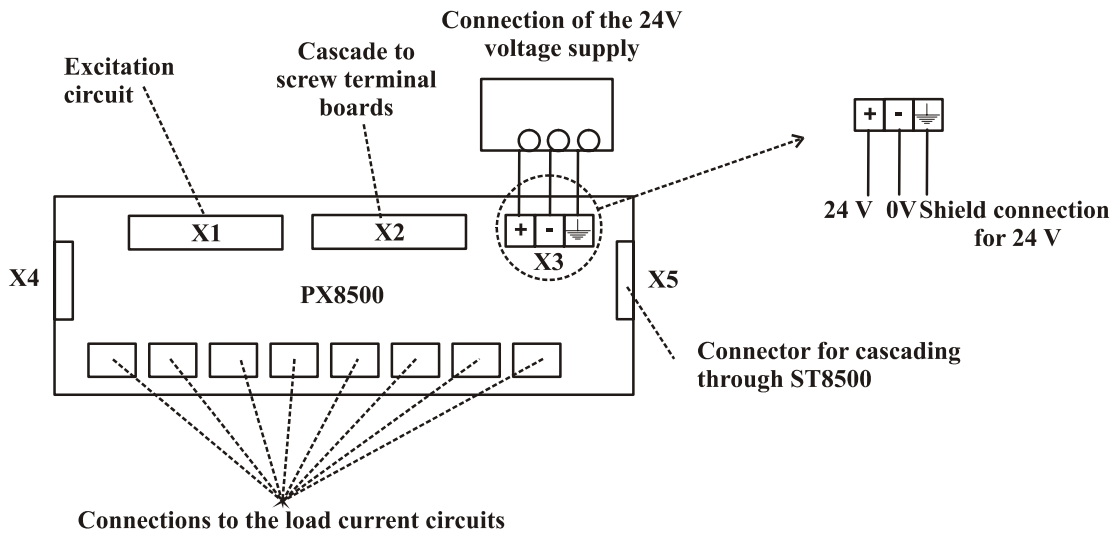 Connection of the 24V
voltage supply
Cascade to
screw terminal
boards
Excitation
circuit
+ -
24 V 0V Shield connection
for 24 V
X1
X2
+ -
X3
X4
X5
PX8500
Connector for cascading
through ST8500
Connections to the load current circuits